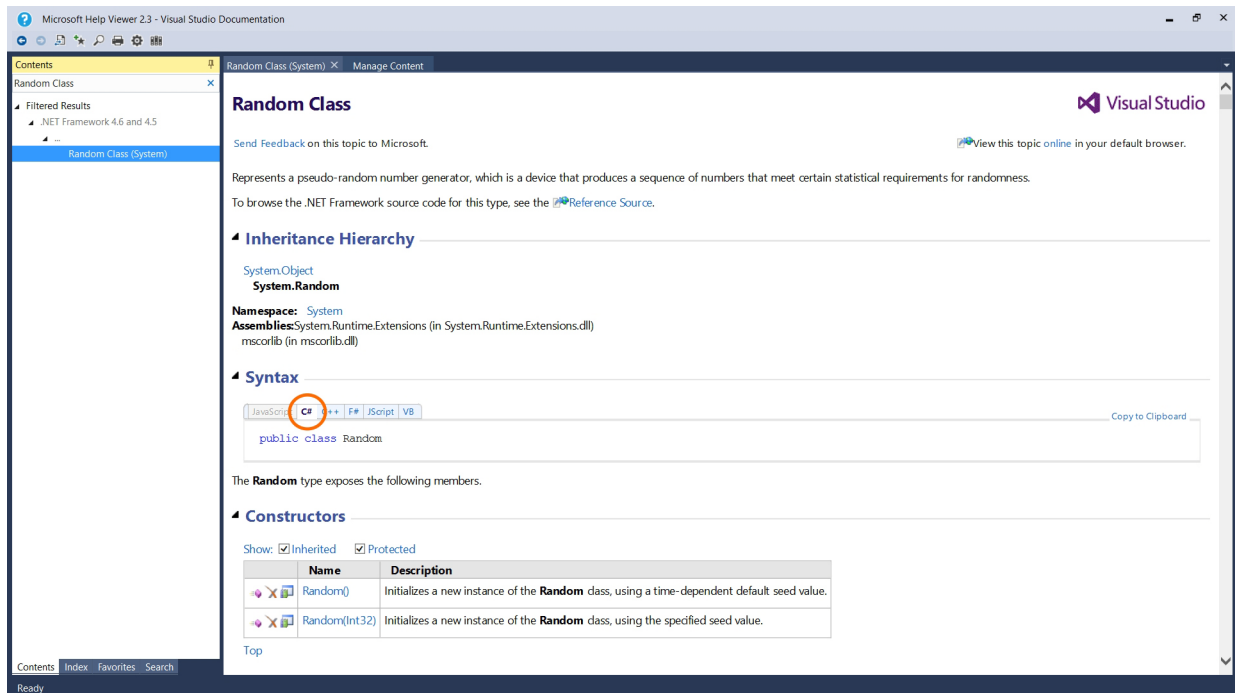 Microsoft Help Viewer 2.3 - Visual Studio Documentation
Contents
Random Class (System)
Manage Content
Random Class
Filtered Results
.NET Framework 4.6 and 4.5
...
Random Class (System)
Random Class
Visual Studio
Send Feedback on this topic to Microsoft.
View this topic online in your default browser.
Represents a pseudo-random number generator, which is a device that produces a sequence of numbers that meet certain statistical requirements for randomness.
To browse the .NET Framework source code for this type, see the Reference Source.
Inheritance Hierarchy
System.Object
System.Random
Namespace: System
Assemblies:System.Runtime.Extensions (in System.Runtime.Extensions.dll)
mscorlib (in mscorlib.dll)
Syntax
JavaScript C# C++ F# JScript VB
Copy to Clipboard
public class Random
The Random type exposes the following members.
Constructors
Show: Inherited Protected
Name Description
Random() Initializes a new instance of the Random class, using a time-dependent default seed value.
Random(Int32) Initializes a new instance of the Random class, using the specified seed value.
Top
Contents Index Favorites Search
Ready